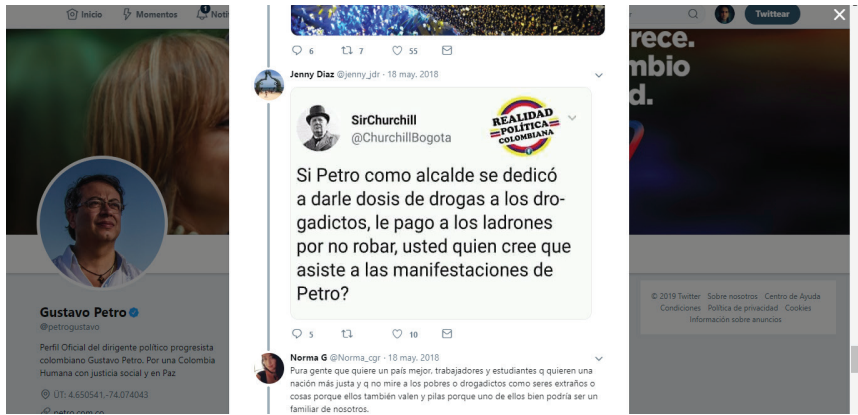 Inicio Momentos
1
Twittear
6 7 55
rece.
mbio
d.
Jenny Diaz @jenny_jdr · 18 may. 2018
SirChurchill
@ChurchillBogota
REALIDAD
POLÍTICA
COLOMBIANA
Si Petro como alcalde se dedicó
a darle dosis de drogas a los dro-
gadictos, le pago a los ladrones
por no robar, usted quien cree que
asiste a las manifestaciones de
Petro?
5 10
Norma G @Norma_cgr · 18 may. 2018
Pura gente que quiere un país mejor. trabajadores y estudiantes q quieren una
nación más justa y q no mire a los pobres o drogadictos como seres extraños o
cosas porque ellos también valen y pilas porque uno de ellos bien podría ser un
familiar de nosotros.
Gustavo Petro
@petrogustavo
Perfil Oficial del dirigente político progresista
colombiano Gustavo Petro. Por una Colombia
Humana con justicia social y en Paz
ÜT: 4.650541,-74.074043
petro.com.co
© 2019 Twitter Sobre nosotros Centro de Ayuda
Condiciones Política de privacidad Cookies
Información sobre anuncios